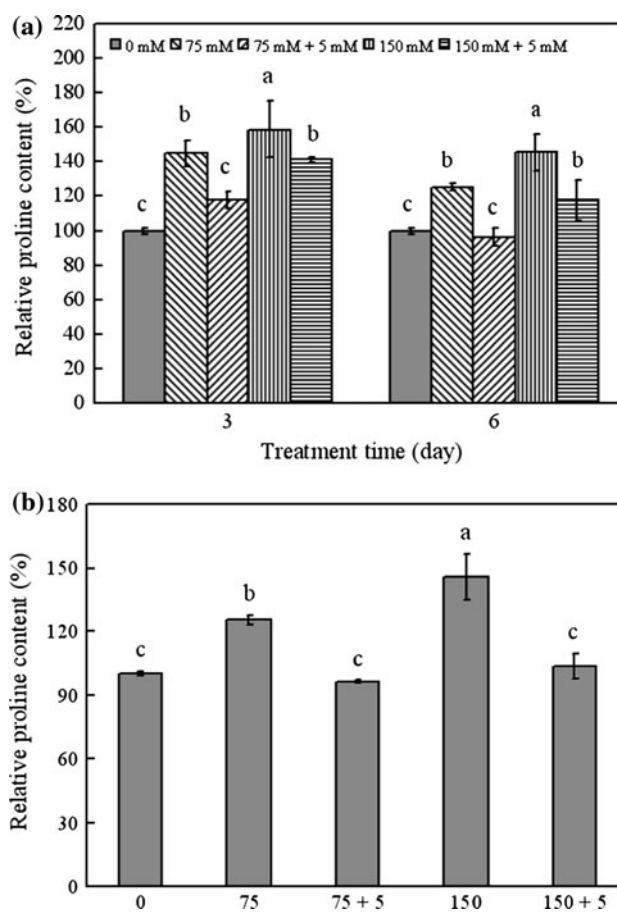 (a)
220
200
180
160
140
120
100
80
60
40
20
0
Relative proline content (%)
0 mM 75 mM 75 mM + 5 mM 150 mM 150 mM + 5 mM
c b c a b
c b c a b
3 6
Treatment time (day)
(b)
180
150
120
90
60
30
0
Relative proline content (%)
c b c a c
0 75 75 + 5 150 150 + 5